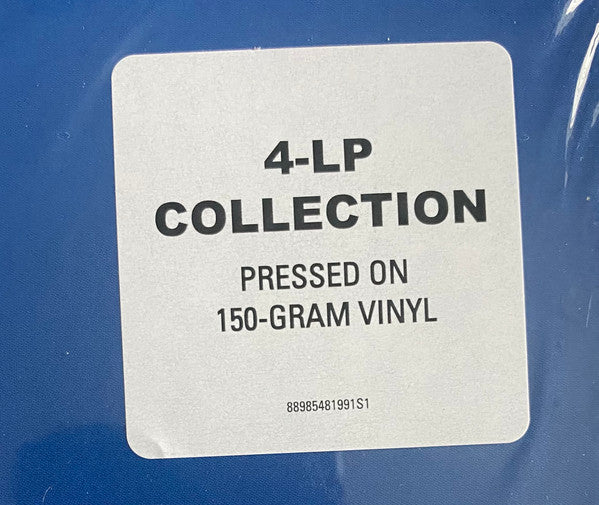 4-LP
COLLECTION
PRESSED ON
150-GRAM VINYL
88985481991S1